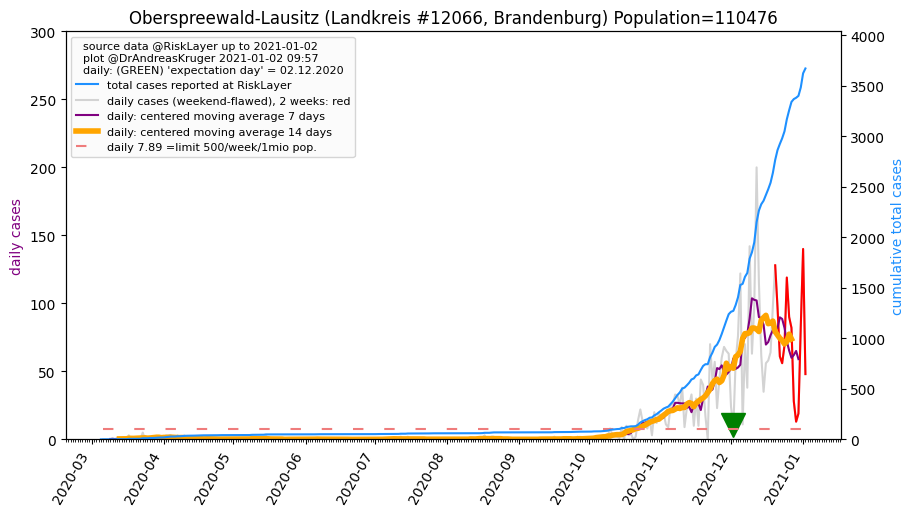 Oberspreewald-Lausitz (Landkreis #12066, Brandenburg) Population=110476
source data @RiskLayer up to 2021-01-02
plot @DrAndreasKruger 2021-01-02 09:57
daily: (GREEN) 'expectation day' = 02.12.2020
total cases reported at RiskLayer
daily cases (weekend-flawed), 2 weeks: red
daily: centered moving average 7 days
daily: centered moving average 14 days
daily 7.89 =limit 500/week/1mio pop.
daily cases
300
250
200
150
100
50
0
cumulative total cases
4000
3500
3000
2500
2000
1500
1000
500
0
2020-03
2020-04
2020-05
2020-06
2020-07
2020-08
2020-09
2020-10
2020-11
2020-12
2021-01